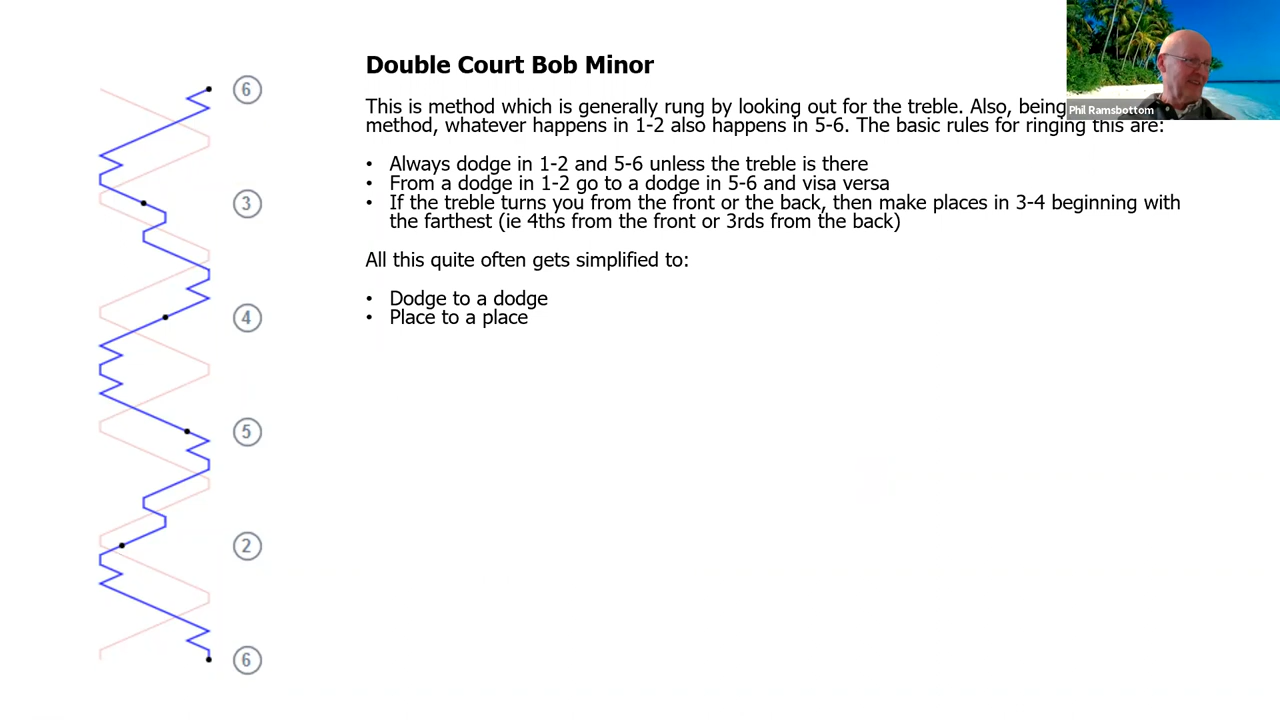 Double Court Bob Minor
This is method which is generally rung by looking out for the treble. Also, being
method, whatever happens in 1-2 also happens in 5-6. The basic rules for ringing this are:
• Always dodge in 1-2 and 5-6 unless the treble is there
• From a dodge in 1-2 go to a dodge in 5-6 and visa versa
• If the treble turns you from the front or the back, then make places in 3-4 beginning with
the farthest (ie 4ths from the front or 3rds from the back)
All this quite often gets simplified to:
• Dodge to a dodge
• Place to a place
6
3
4
5
2
6
Phil Ramsbottom